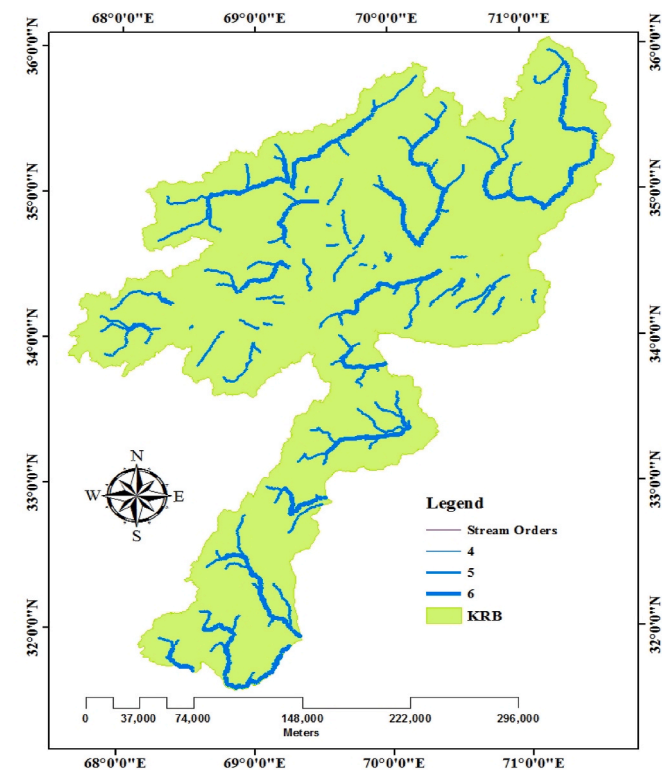 68°0'0"E 69°0'0"E 70°0'0"E 71°0'0"E
36°0'0"N 36°0'0"N
35°0'0"N 35°0'0"N
34°0'0"N 34°0'0"N
33°0'0"N 33°0'0"N
32°0'0"N 32°0'0"N
N
W E
S
Legend
Stream Orders
4
5
6
KRB
0 37,000 74,000 148,000 222,000 296,000
Meters
68°0'0"E 69°0'0"E 70°0'0"E 71°0'0"E